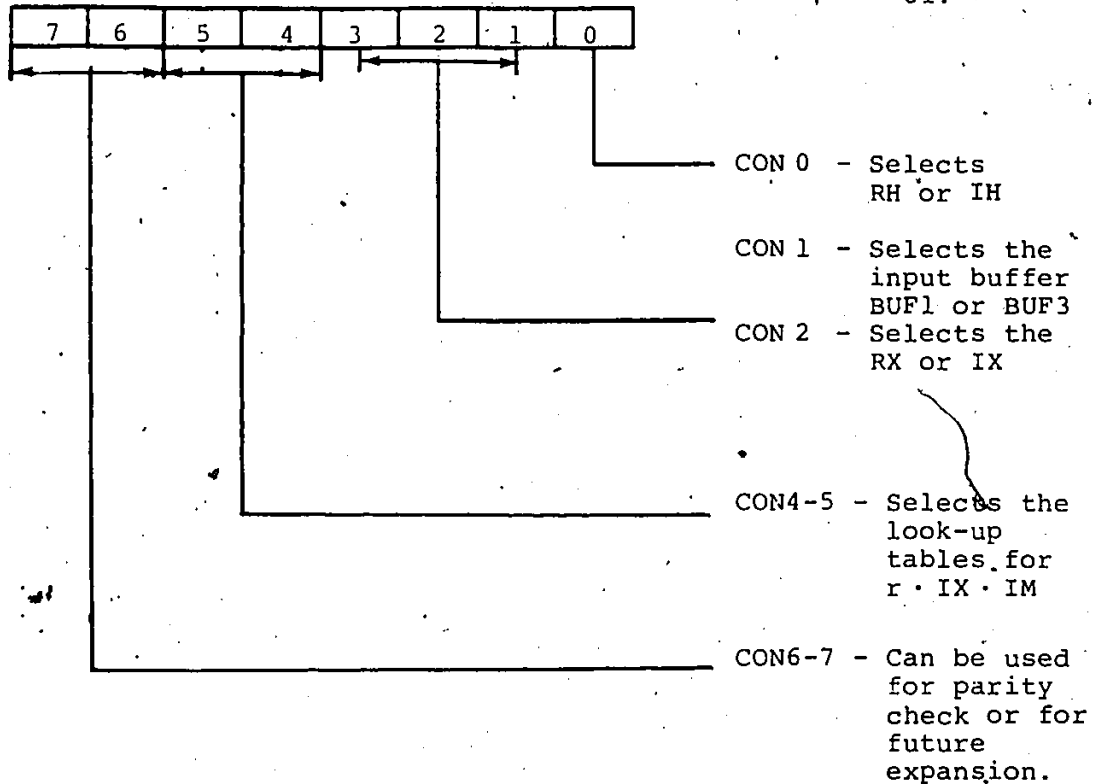 61.
7 6 5 4 3 2 1 0
CON 0 - Selects
RH or IH
CON 1 - Selects the
input buffer
BUF1 or BUF3
CON 2 - Selects the
RX or IX
CON4-5 - Selects the
look-up
tables for
r · IX · IM
CON6-7 - Can be used
for parity
check or for
future
expansion.